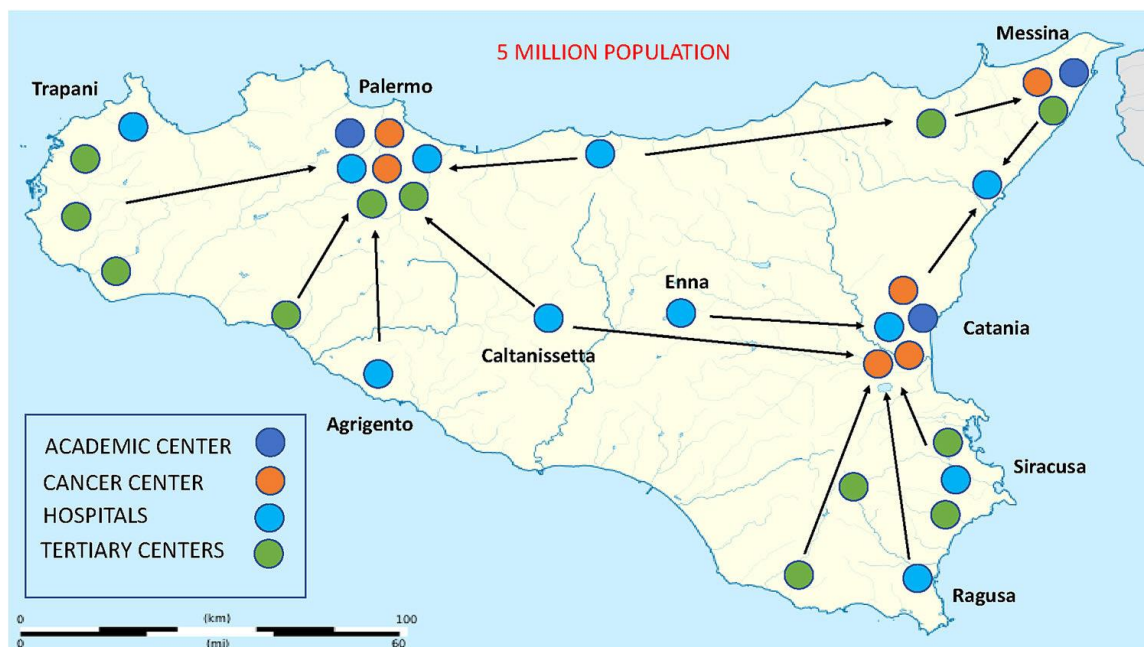 5 MILLION POPULATION
Messina
Trapani
Palermo
Enna
Catania
Caltanissetta
Agrigento
Siracusa
Ragusa
ACADEMIC CENTER
CANCER CENTER
HOSPITALS
TERTIARY CENTERS
0 (km) 100
0 (mi) 60